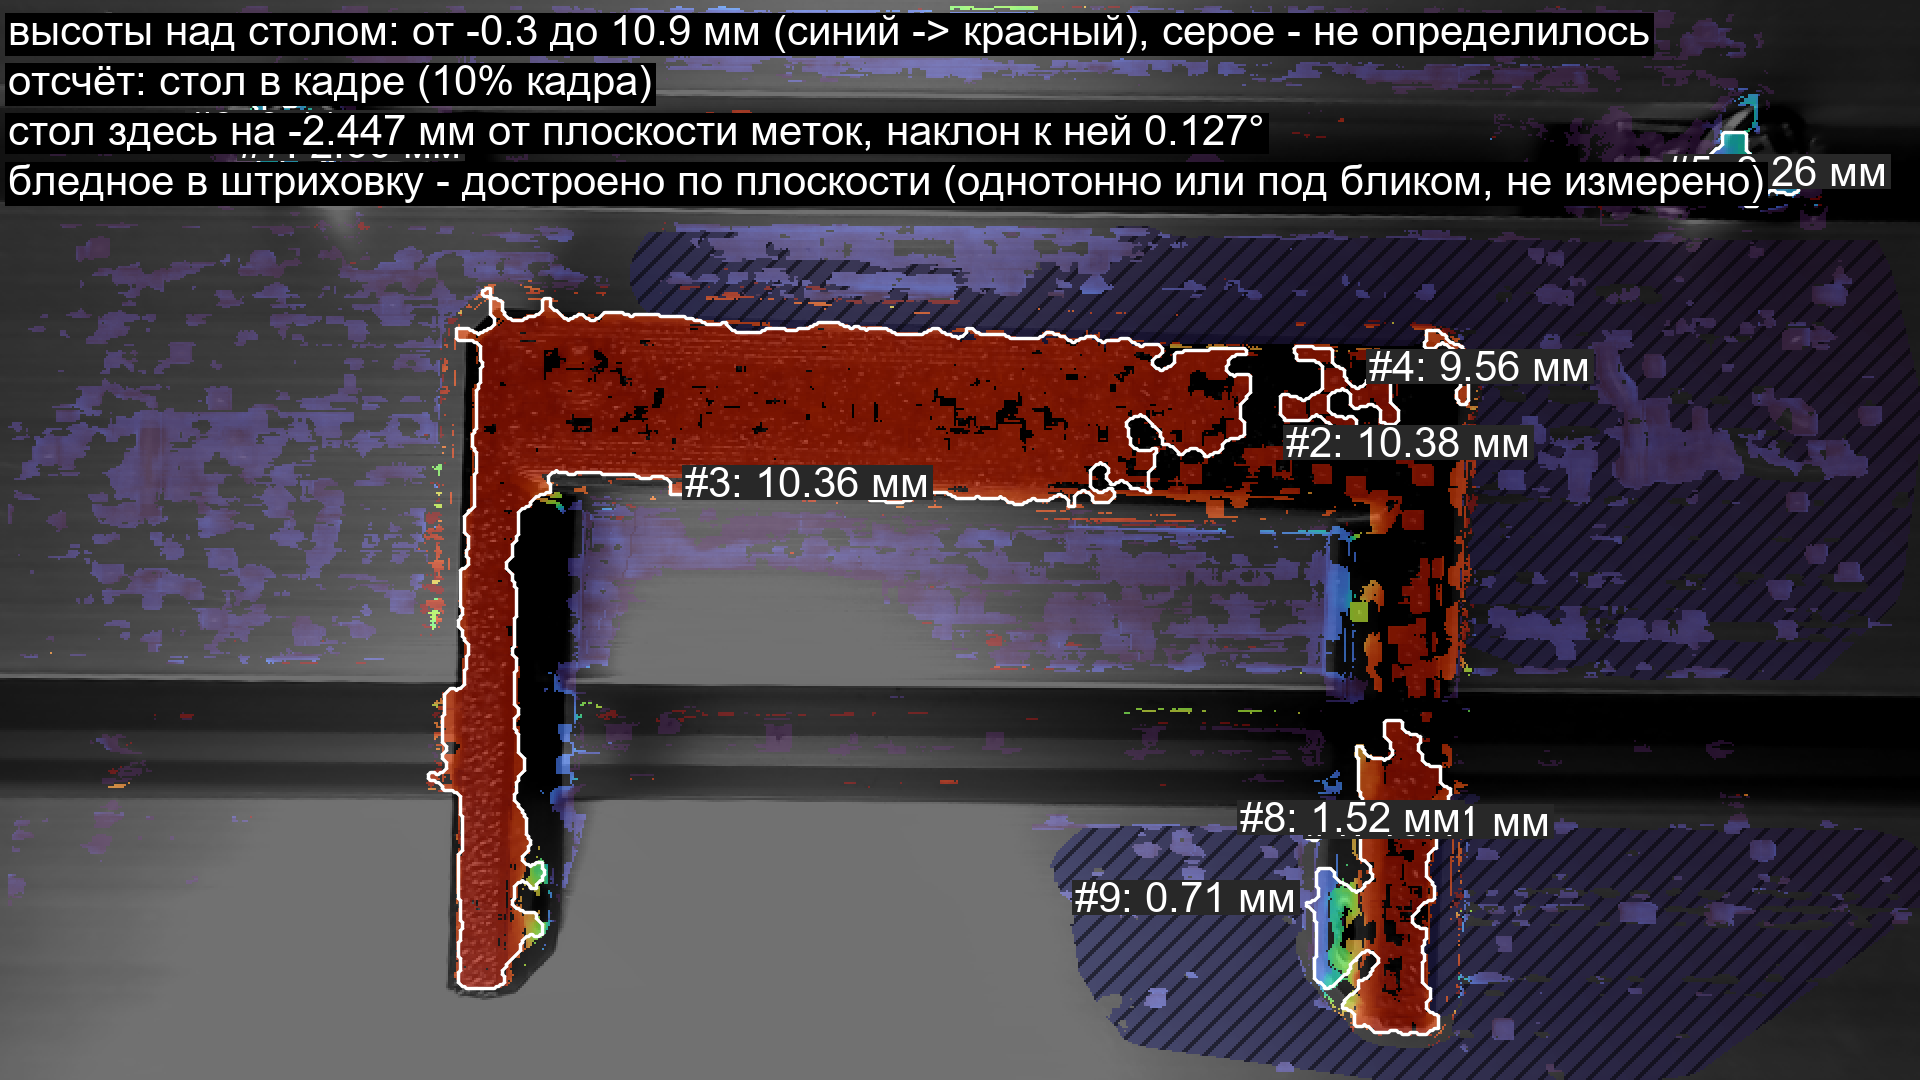 высоты над столом: от -0.3 до 10.9 мм (синий -> красный), серое - не определилось
отсчёт: стол в кадре (10% кадра)
стол здесь на -2.447 мм от плоскости меток, наклон к ней 0.127°
бледное в штриховку - достроено по плоскости (однотонно или под бликом, не измерено)
26 мм
#4: 9.56 мм
#2: 10.38 мм
#3: 10.36 мм
#8: 1.52 мм
1 мм
#9: 0.71 мм